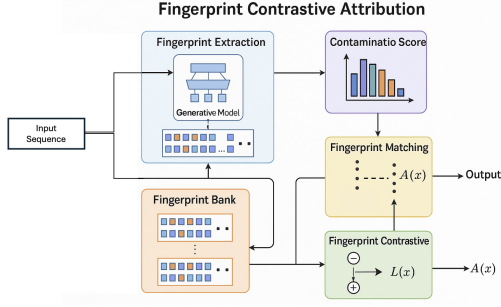 Fingerprint Contrastive Attribution
Fingerprint Extraction
Generative Model
Contaminatio Score
Input
Sequence
Fingerprint Matching
A(x)
Output
Fingerprint Bank
Fingerprint Contrastive
L(x)
A(x)